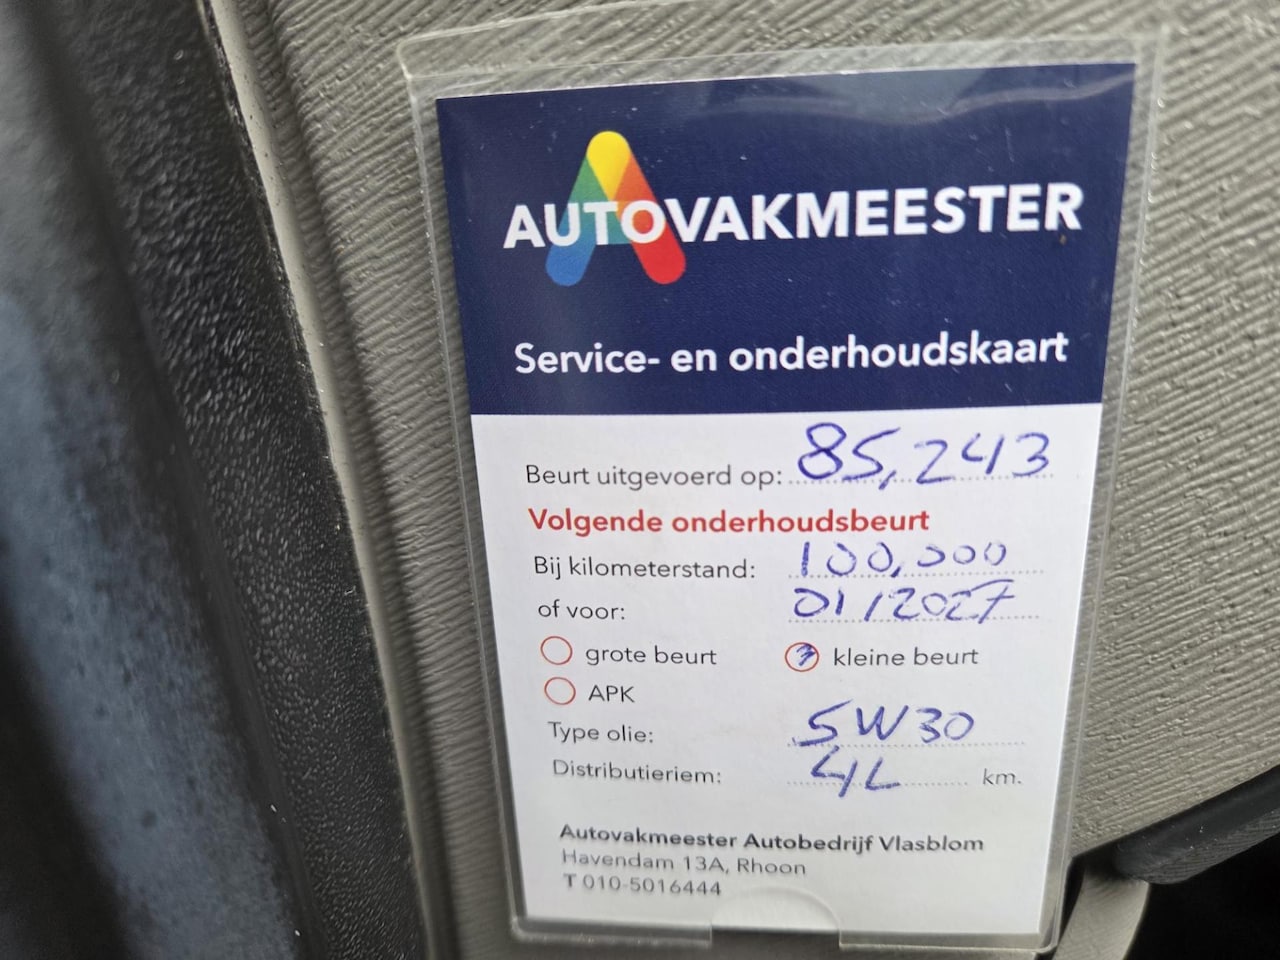 AUTOVAKMEESTER
Service- en onderhoudskaart
Beurt uitgevoerd op: 85,243
Volgende onderhoudsbeurt
Bij kilometerstand: 100,000
of voor: 01/2027
grote beurt kleine beurt
APK
Type olie: 5W30
Distributieriem: 4L km.
Autovakmeester Autobedrijf Vlasblom
Havendam 13A, Rhoon
T 010-5016444